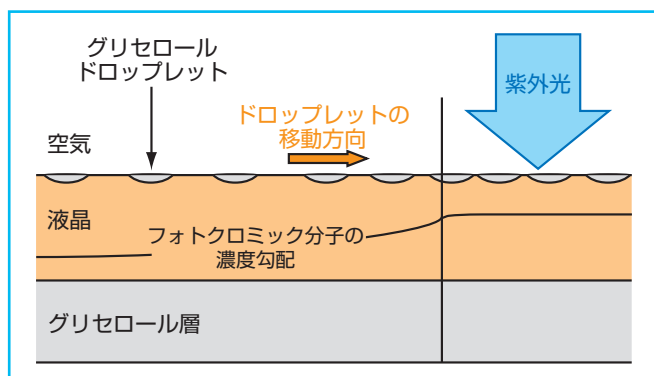 グリセロール
ドロップレット
紫外光
ドロップレットの
移動方向
空気
液晶
フォトクロミック分子の
濃度勾配
グリセロール層